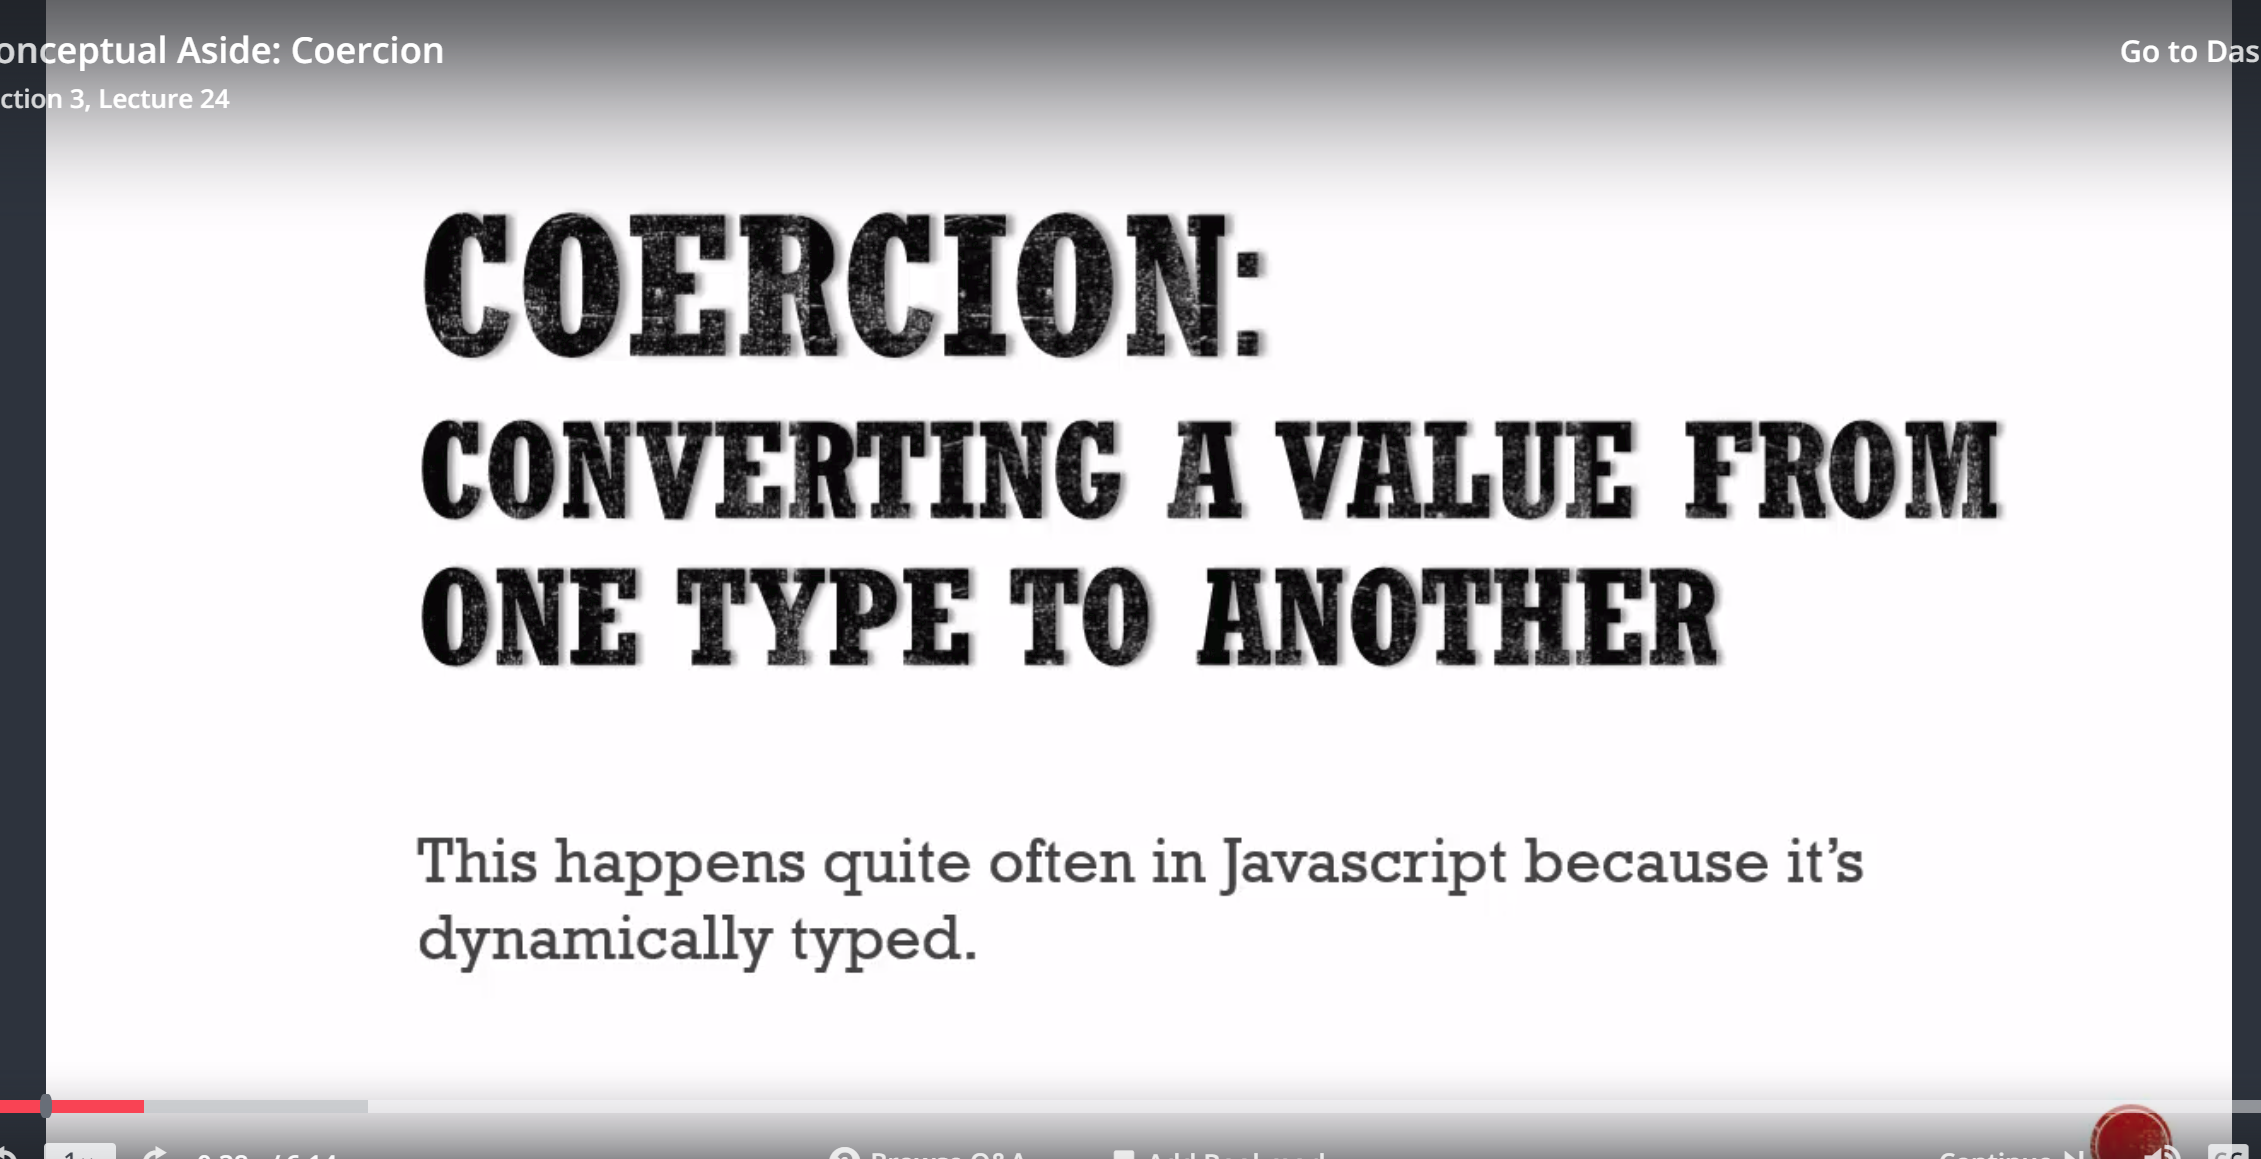 onceptual Aside: Coercion
Go to Das
ction 3, Lecture 24
COERCION:
CONVERTING A VALUE FROM
ONE TYPE TO ANOTHER
This happens quite often in Javascript because it's
dynamically typed.